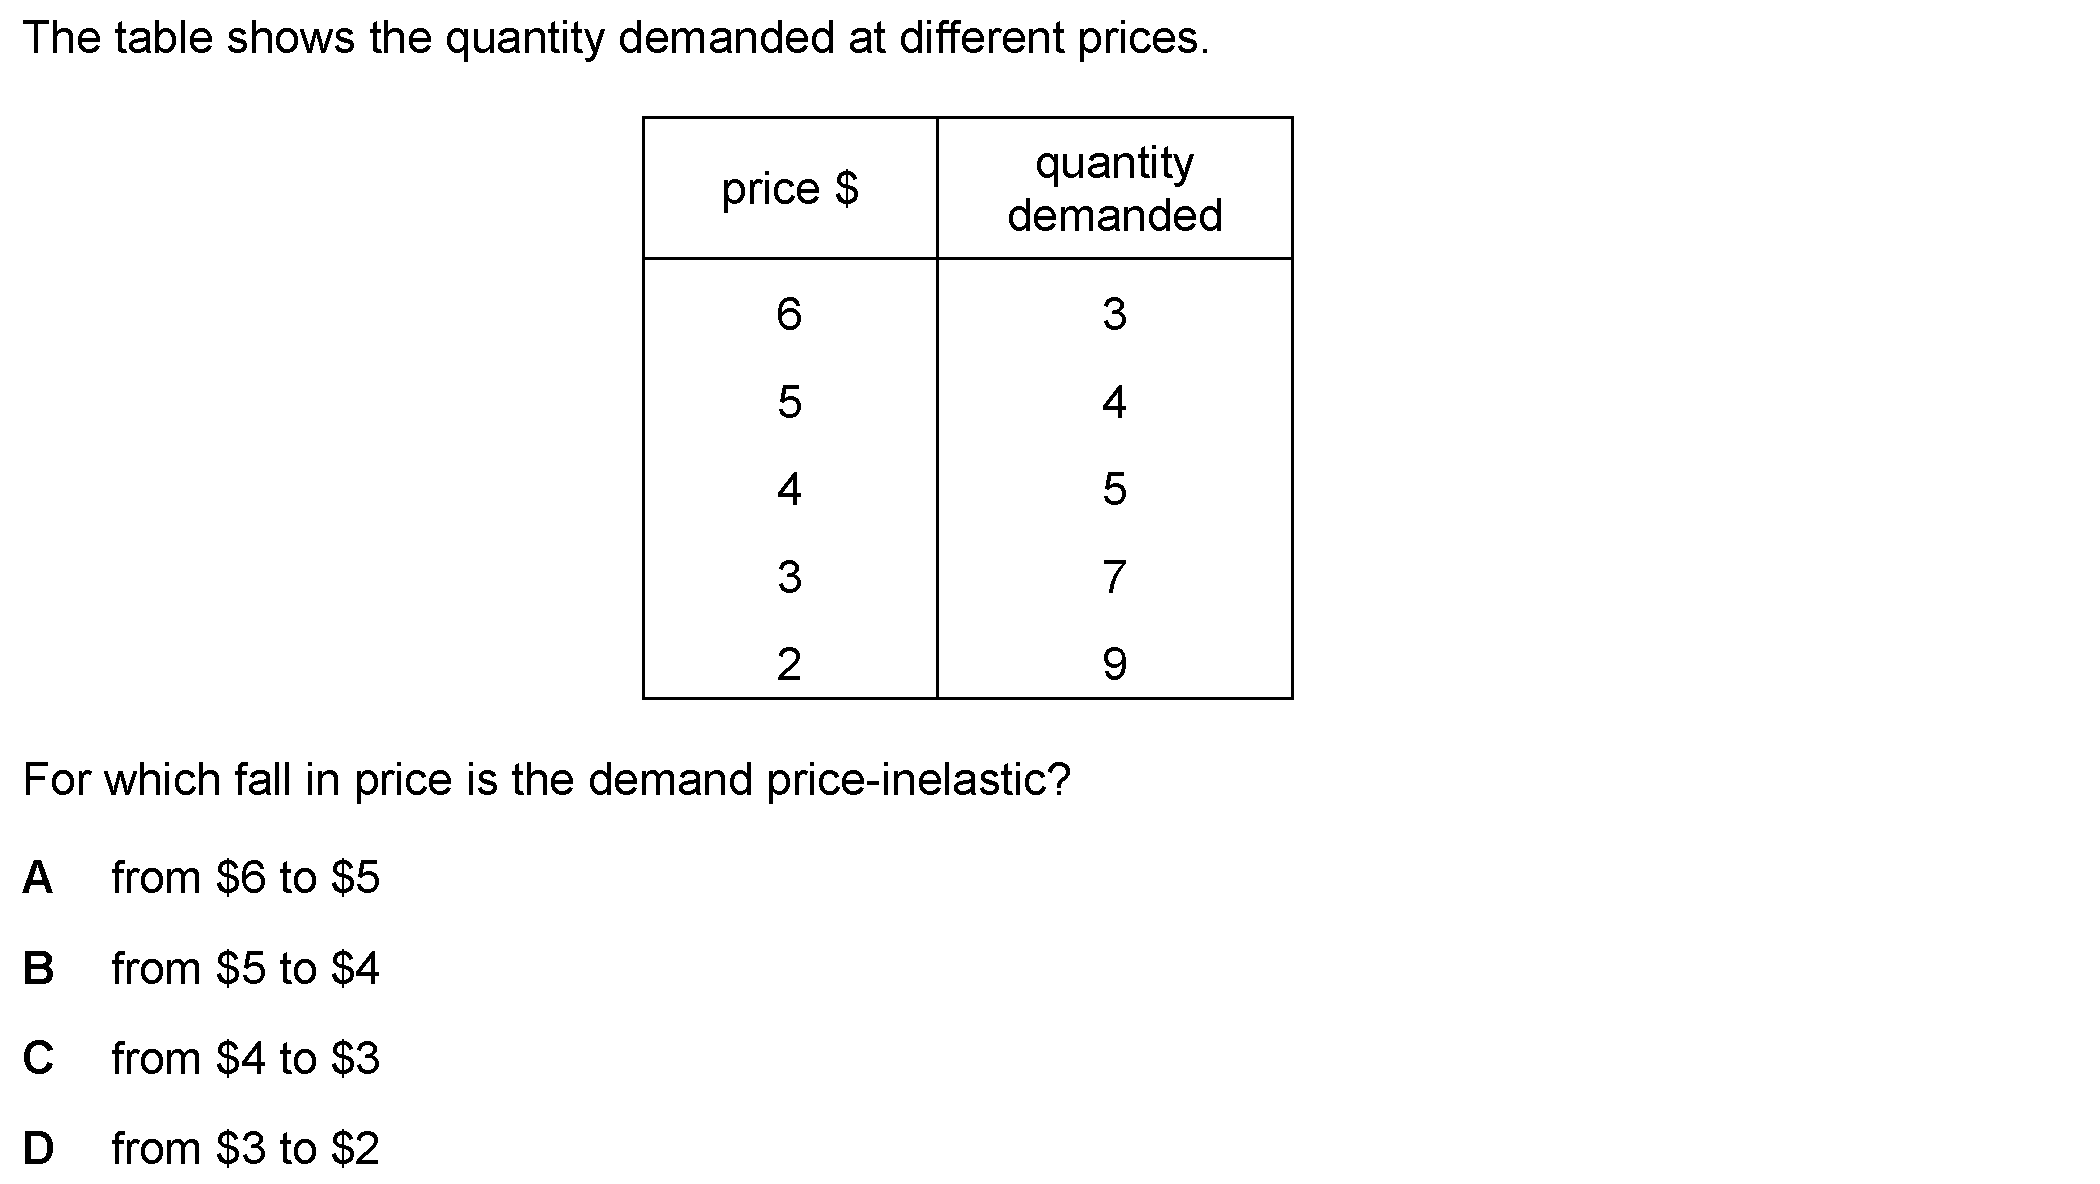 The table shows the quantity demanded at different prices.
price $ quantity demanded
6 3
5 4
4 5
3 7
2 9
For which fall in price is the demand price-inelastic?
A from $6 to $5
B from $5 to $4
C from $4 to $3
D from $3 to $2